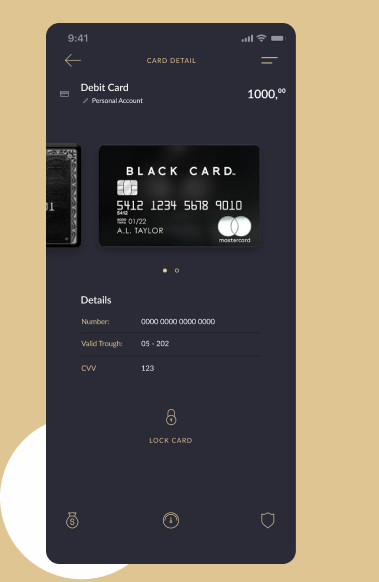 9:41
CARD DETAIL
Debit Card
Personal Account
1000,⁰⁰
BLACK CARD
5412 1234 5678 9010
5412
01/22
A.L. TAYLOR
mastercard
Details
Number: 0000 0000 0000 0000
Valid Trough: 05 - 202
CVV 123
LOCK CARD